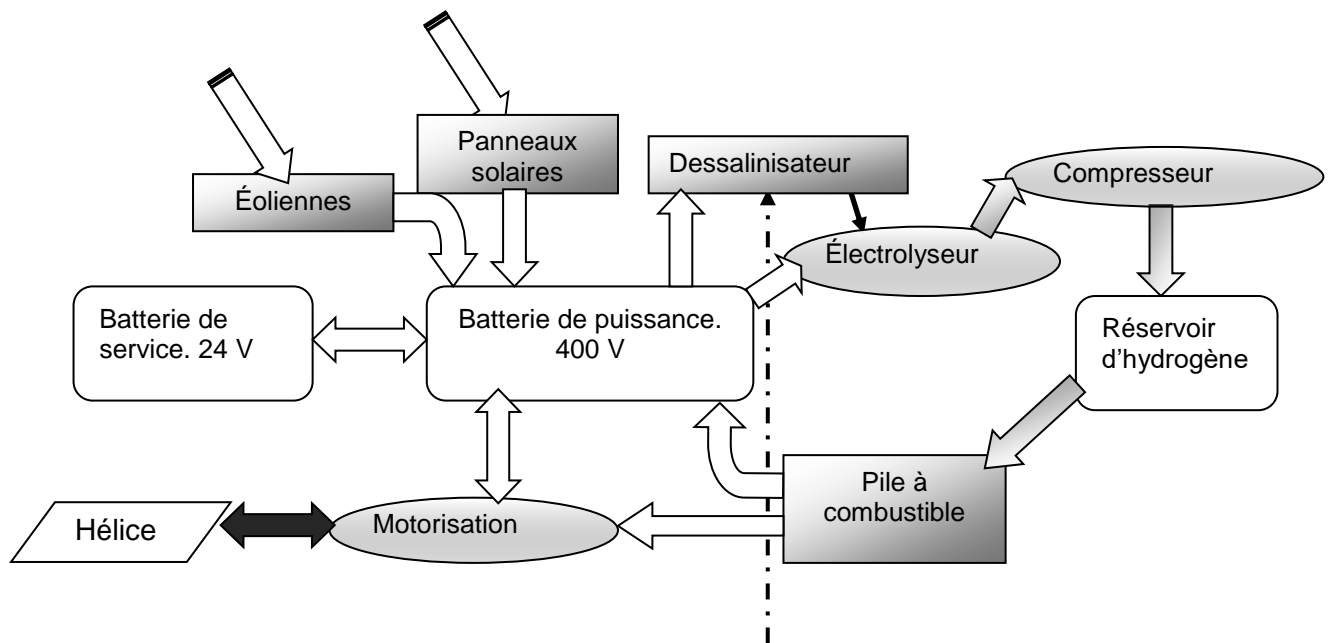 Panneaux
solaires
Éoliennes
Dessalinisateur
Compresseur
Électrolyseur
Batterie de
service. 24 V
Batterie de puissance.
400 V
Réservoir
d’hydrogène
Pile à
combustible
Hélice
Motorisation